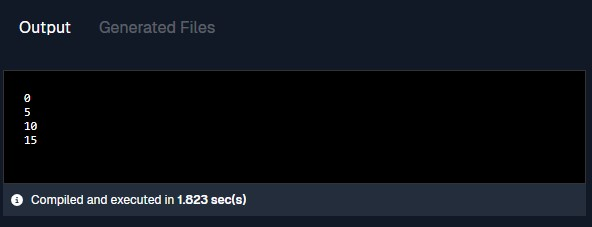 Output Generated Files
0
5
10
15
Compiled and executed in 1.823 sec(s)